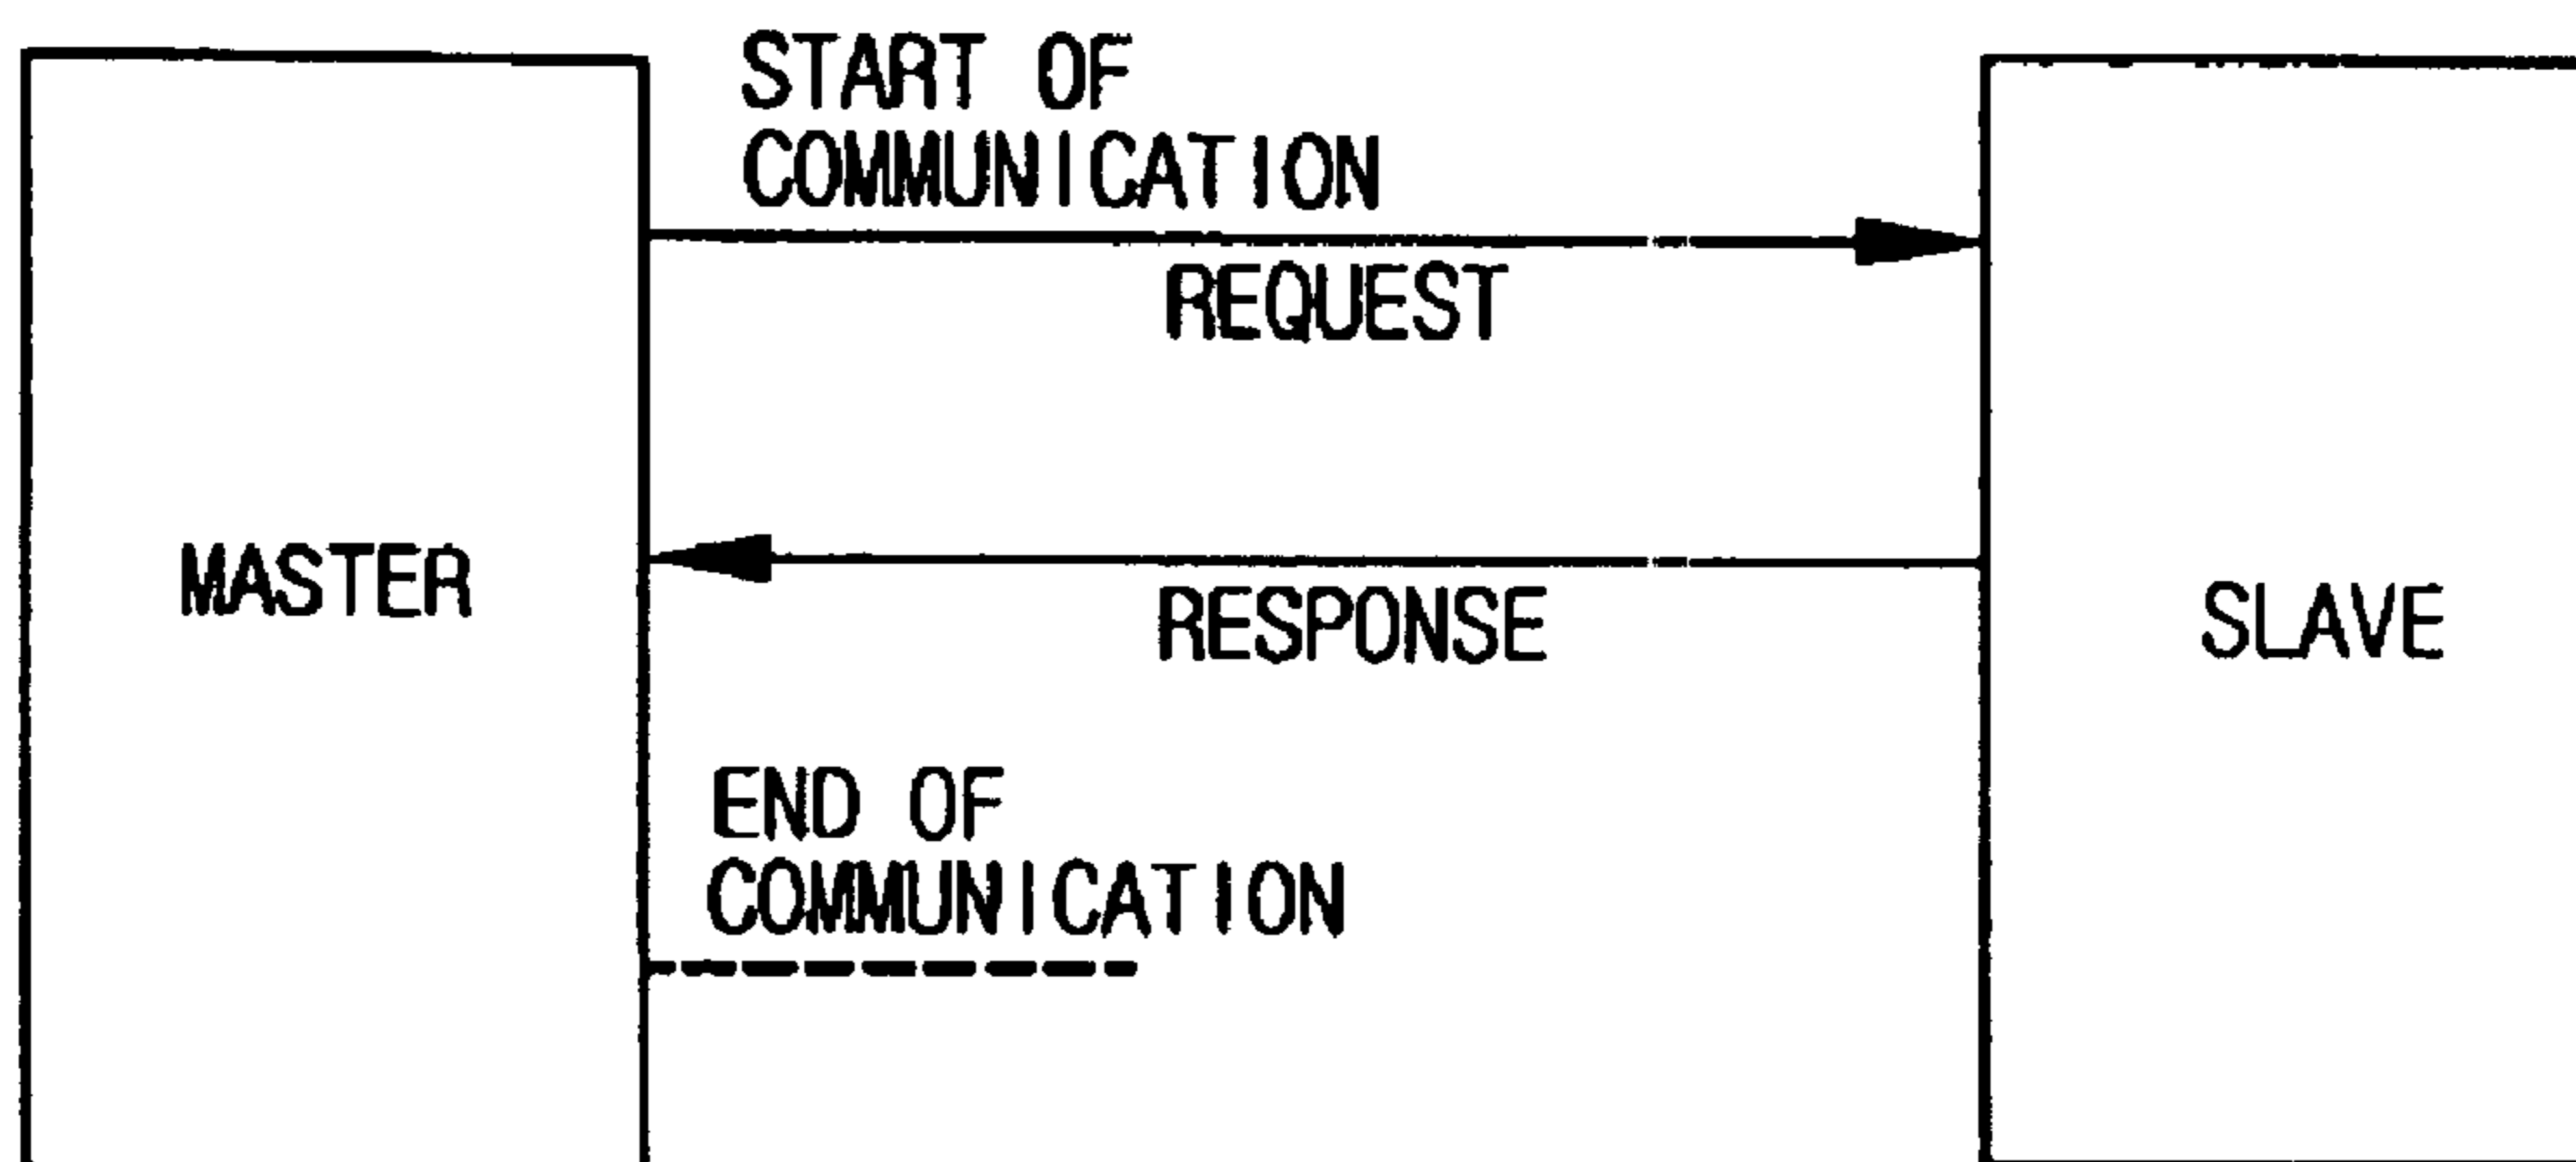 START OF
COMMUNICATION
REQUEST
MASTER
RESPONSE
SLAVE
END OF
COMMUNICATION